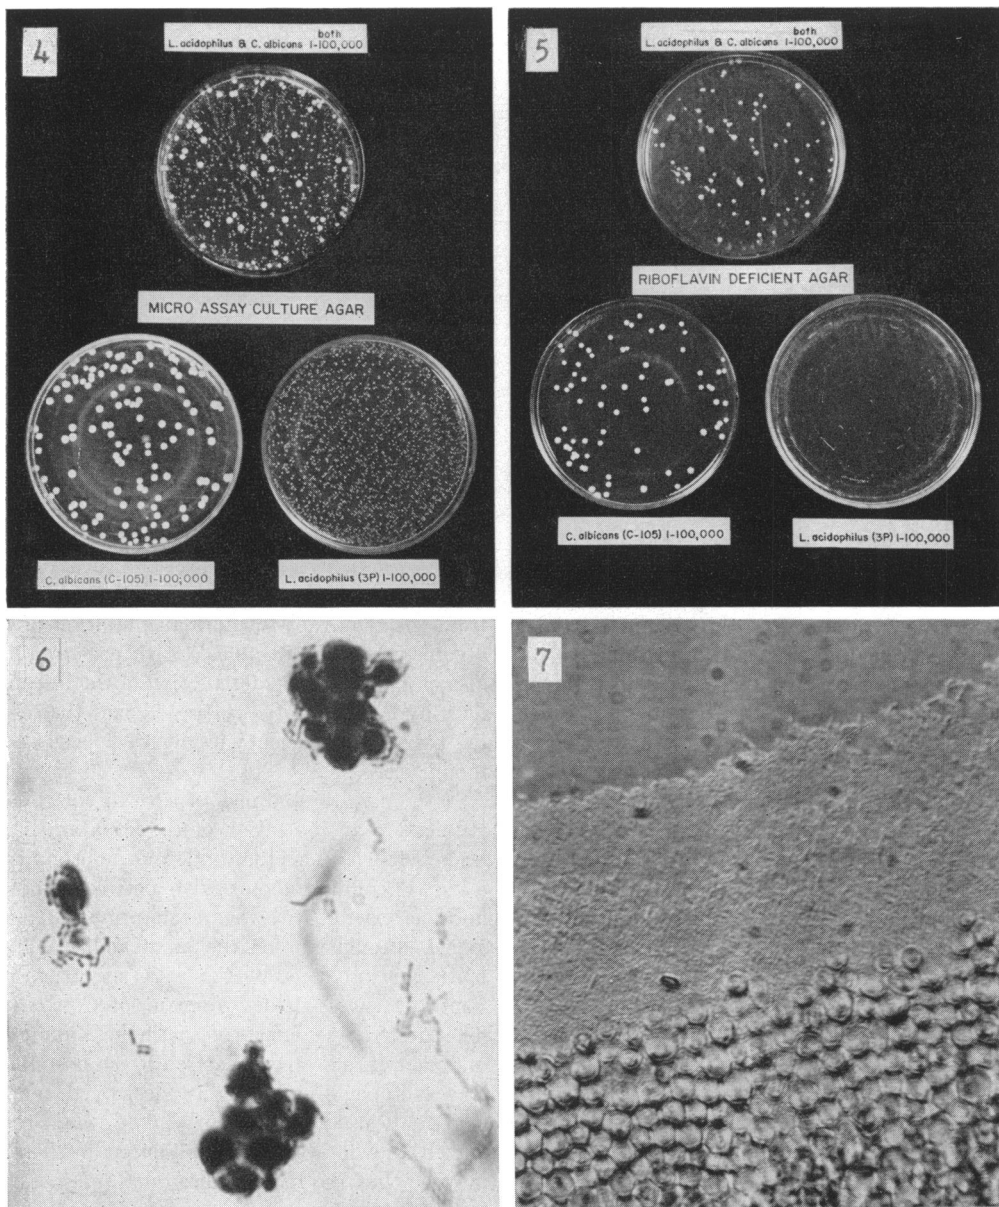 4
both
L. acidophilus & C. albicans 1-100,000
MICRO ASSAY CULTURE AGAR
C. albicans (C-105) 1-100,000
L. acidophilus (3P) 1-100,000
5
both
L. acidophilus & C. albicans 1-100,000
RIBOFLAVIN DEFICIENT AGAR
C. albicans (C-105) 1-100,000
L. acidophilus (3P) 1-100,000
6
7